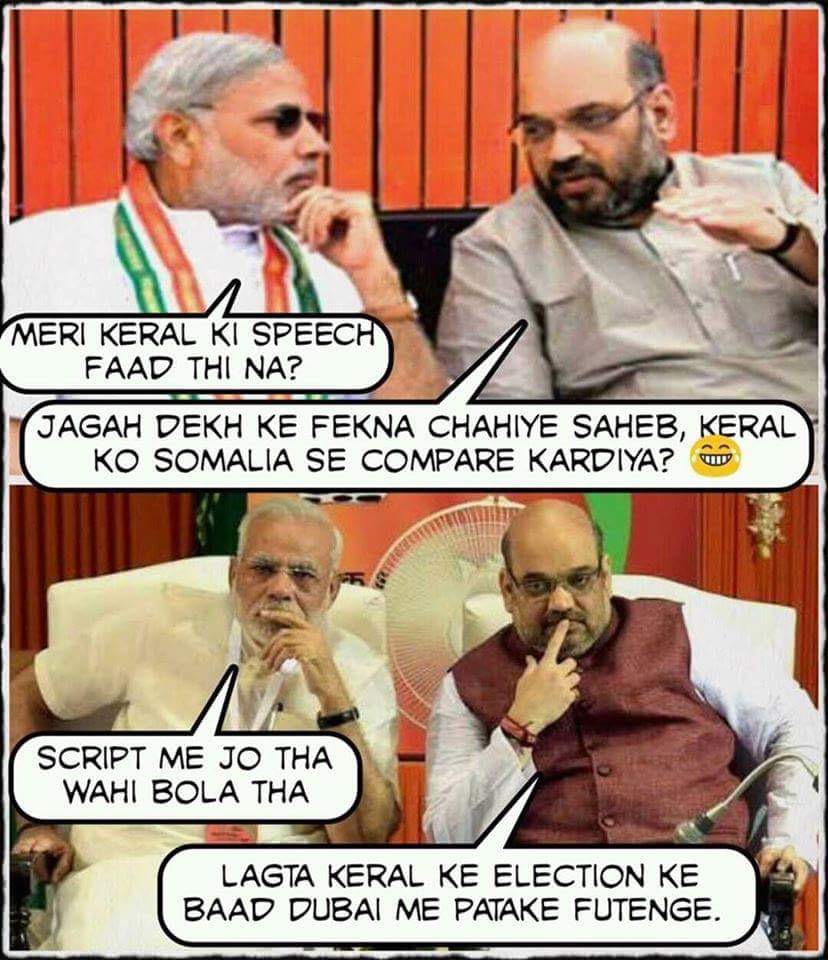 MERI KERAL KI SPEECH
FAAD THI NA?
JAGAH DEKH KE FEKNA CHAHIYE SAHEB, KERAL
KO SOMALIA SE COMPARE KARDIYA? 😂
SCRIPT ME JO THA
WAHI BOLA THA
LAGTA KERAL KE ELECTION KE
BAAD DUBAI ME PATAKE FUTENGE.